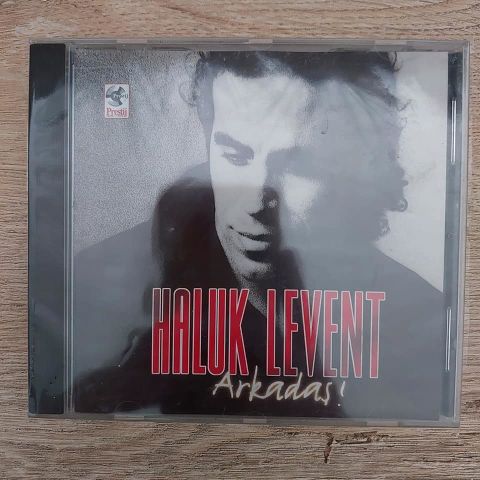 Prestij
HALUK LEVENT
Arkadaş!